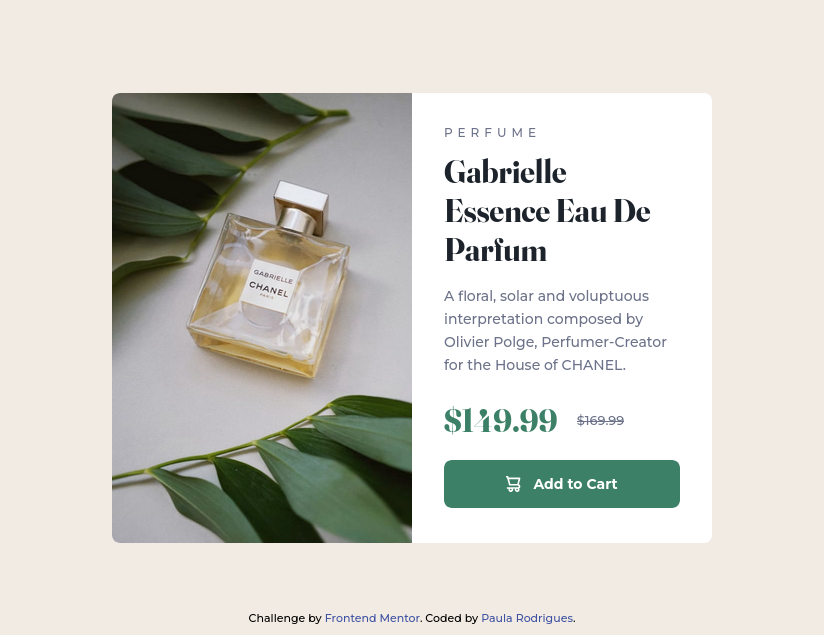 GABRIELLE
CHANEL
PARIS
PERFUME
Gabrielle
Essence Eau De
Parfum
A floral, solar and voluptuous
interpretation composed by
Olivier Polge, Perfumer-Creator
for the House of CHANEL.
$149.99 $169.99
Add to Cart
Challenge by Frontend Mentor. Coded by Paula Rodrigues.